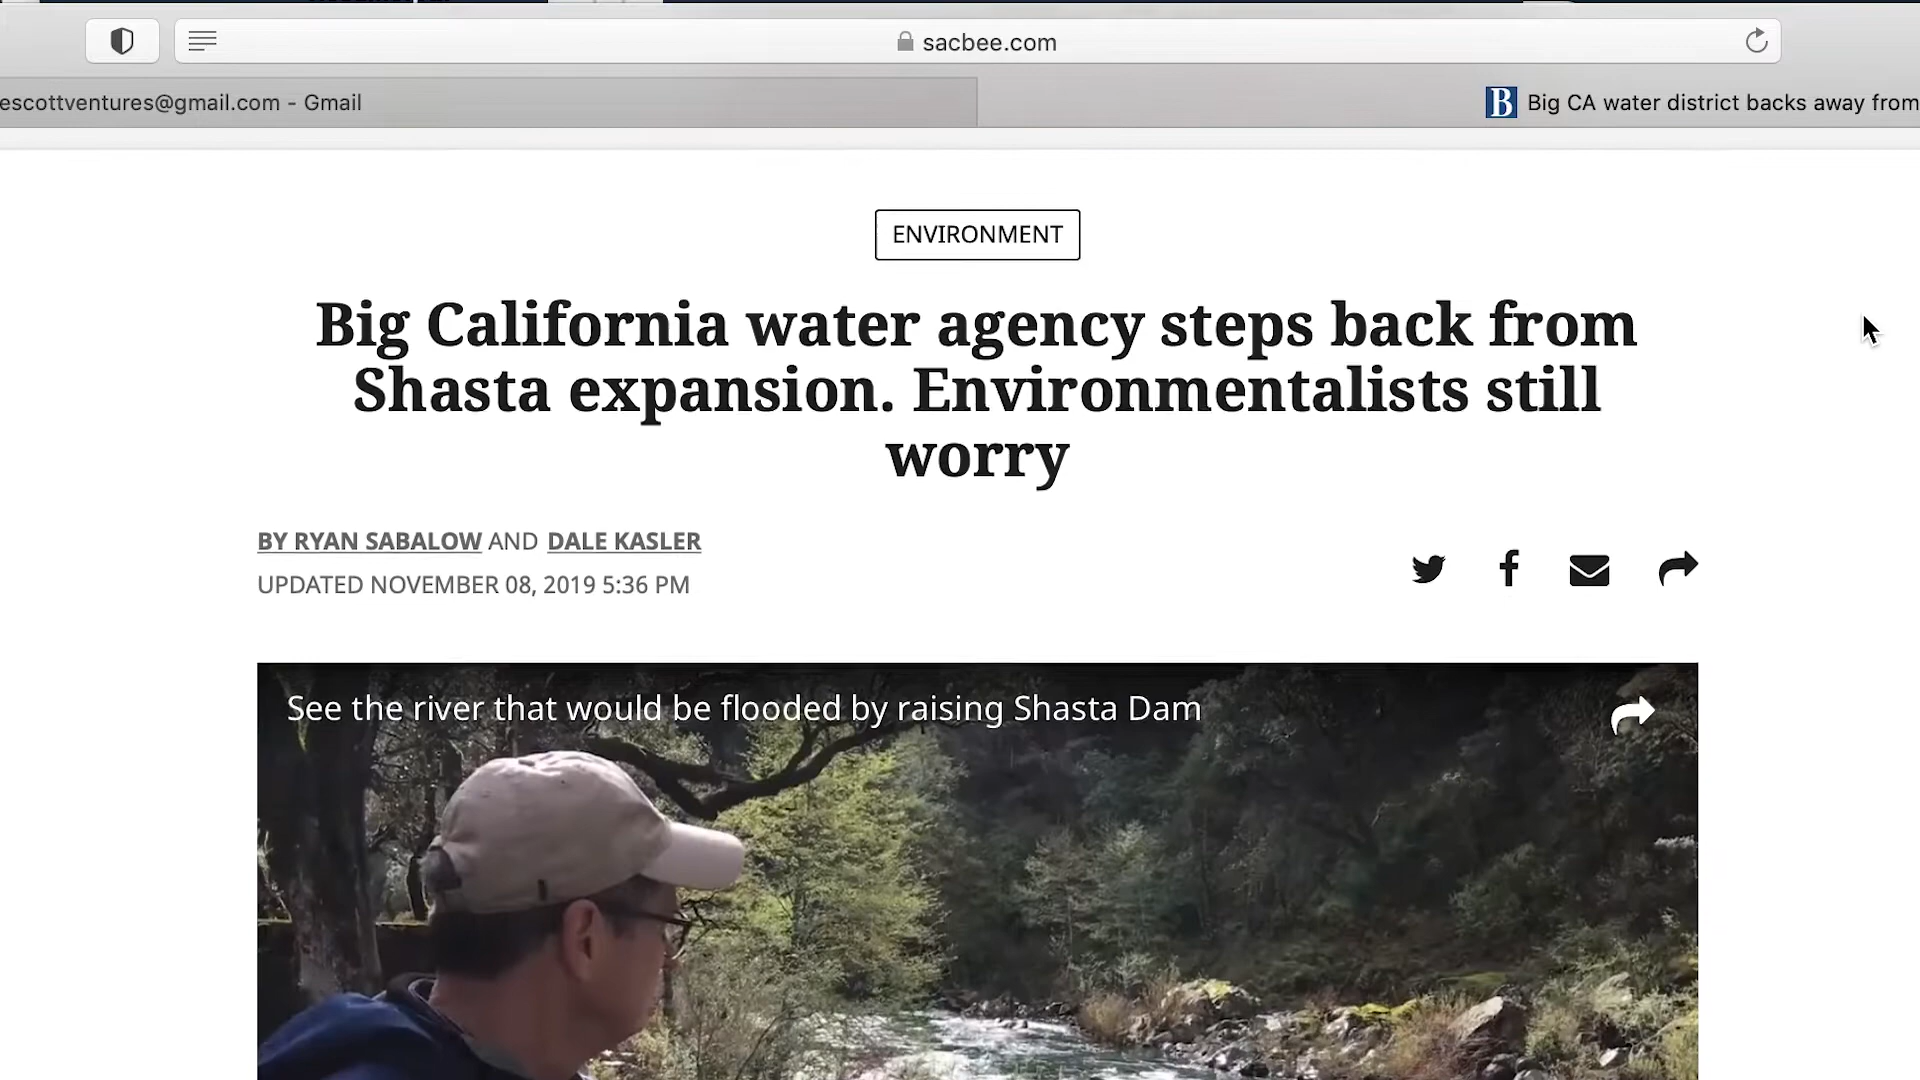 sacbee.com
escottventures@gmail.com - Gmail
B Big CA water district backs away from
ENVIRONMENT
Big California water agency steps back from
Shasta expansion. Environmentalists still
worry
BY RYAN SABALOW AND DALE KASLER
UPDATED NOVEMBER 08, 2019 5:36 PM
See the river that would be flooded by raising Shasta Dam